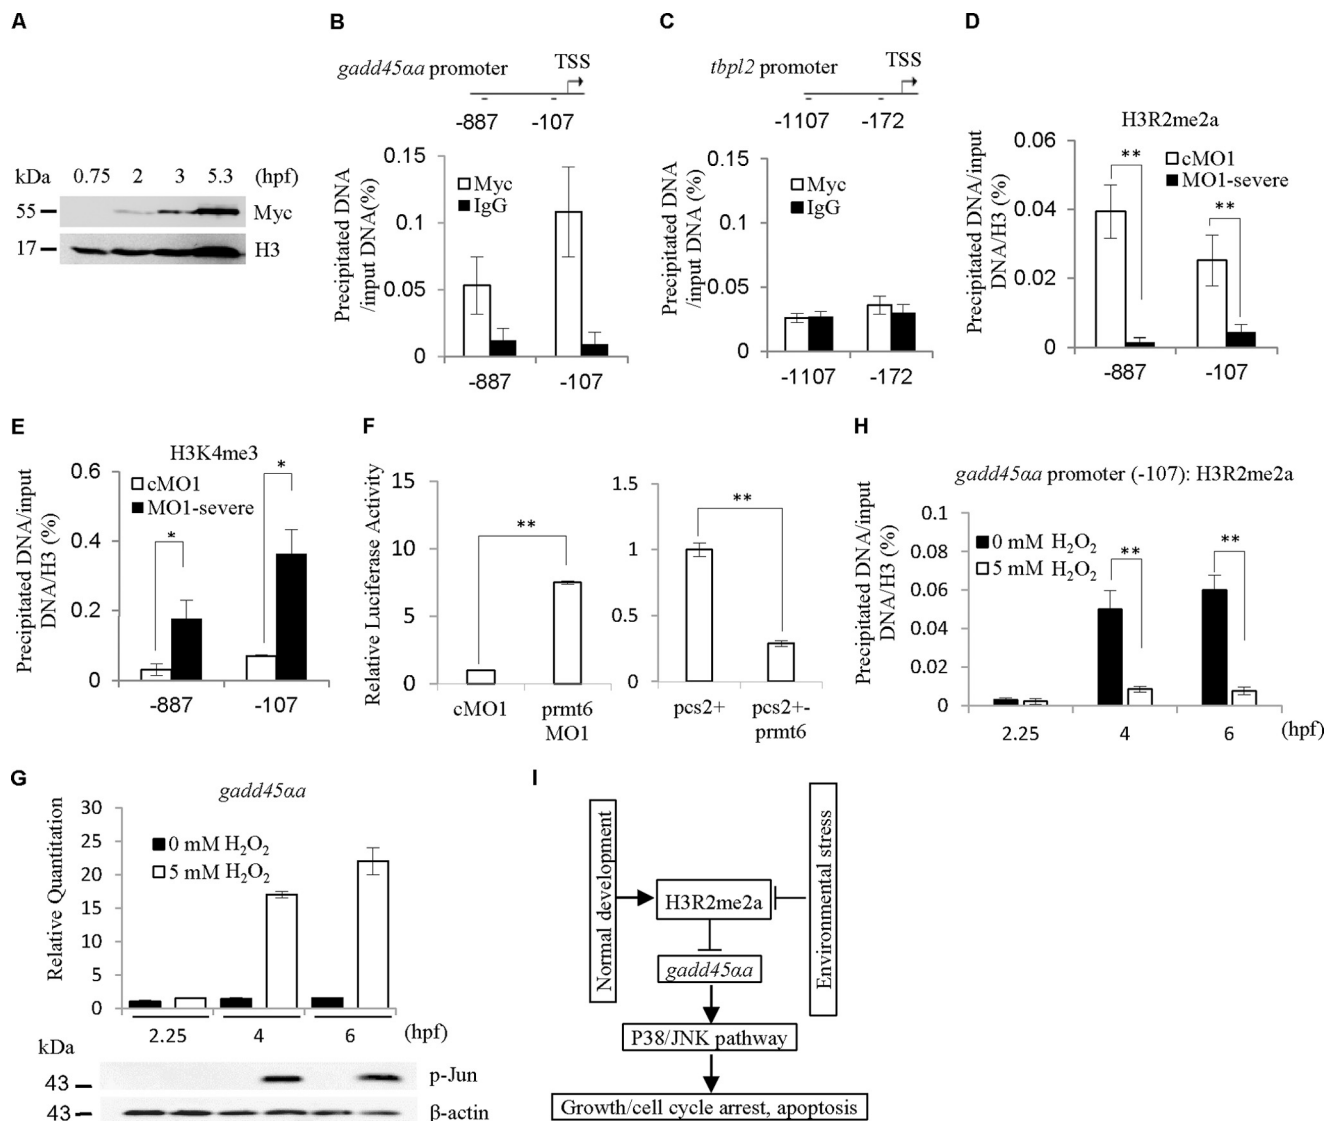 A
kDa 0.75 2 3 5.3 (hpf)
55 Myc
17 H3
B
gadd45αa promoter TSS
-887 -107
Precipitated DNA
/input DNA(%)
0.15
0.1
0.05
0
Myc
IgG
-887 -107
C
tbpl2 promoter TSS
-1107 -172
Precipitated DNA
/input DNA (%)
0.15
0.1
0.05
0
Myc
IgG
-1107 -172
D
H3R2me2a
Precipitated DNA/input
DNA/H3 (%)
0.06
0.04
0.02
0
cMO1
MO1-severe
** **
-887 -107
E
H3K4me3
Precipitated DNA/input
DNA/H3 (%)
0.6
0.4
0.2
0
cMO1
MO1-severe
* *
-887 -107
F
Relative Luciferase Activity
15
10
5
0
**
cMO1 prmt6
MO1
1.5
1
0.5
0
**
pcs2+ pcs2+-
prmt6
H
gadd45αa promoter (-107): H3R2me2a
Precipitated DNA/input
DNA/H3 (%)
0.1
0.08
0.06
0.04
0.02
0
0 mM H₂O₂
5 mM H₂O₂
** **
2.25 4 6 (hpf)
G
gadd45αa
Relative Quantitation
30
25
20
15
10
5
0
0 mM H₂O₂
5 mM H₂O₂
2.25 4 6 (hpf)
kDa
43 p-Jun
43 β-actin
I
Normal development
Environmental stress
H3R2me2a
gadd45αa
P38/JNK pathway
Growth/cell cycle arrest, apoptosis